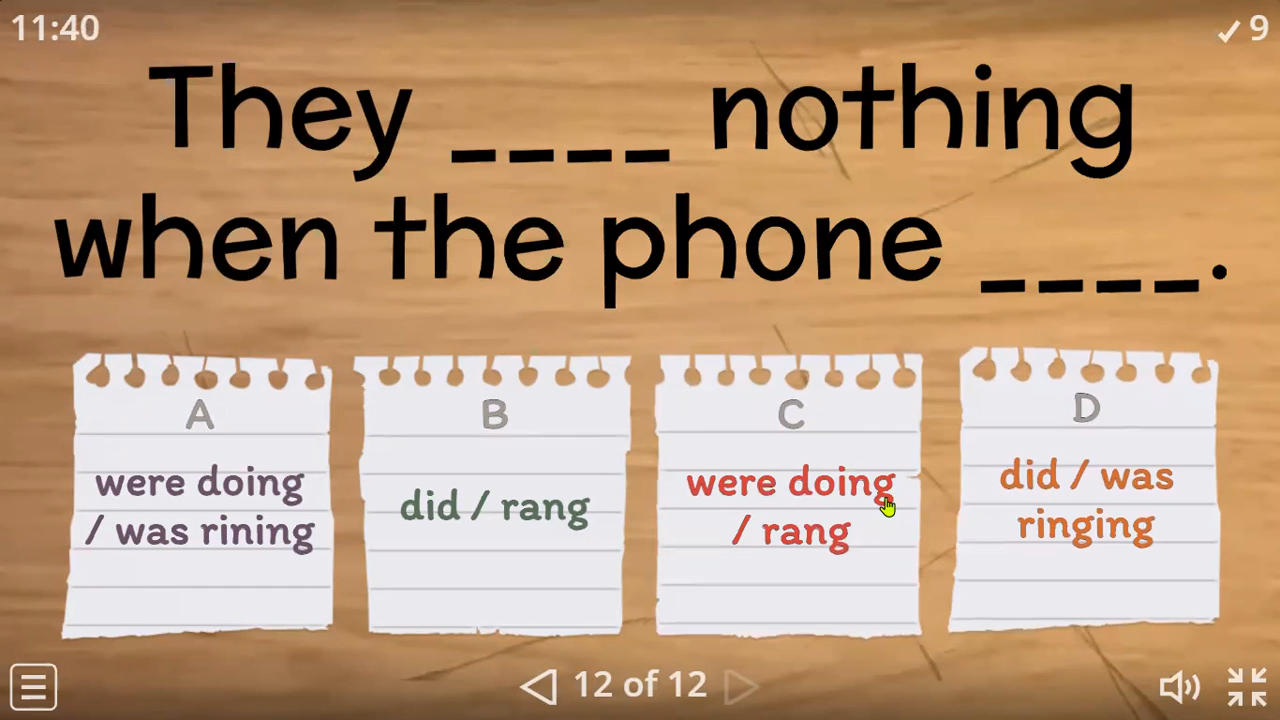 11:40
✓ 9
They ____ nothing
when the phone ____.
A
were doing
/ was rining
B
did / rang
C
were doing
/ rang
D
did / was
ringing
12 of 12